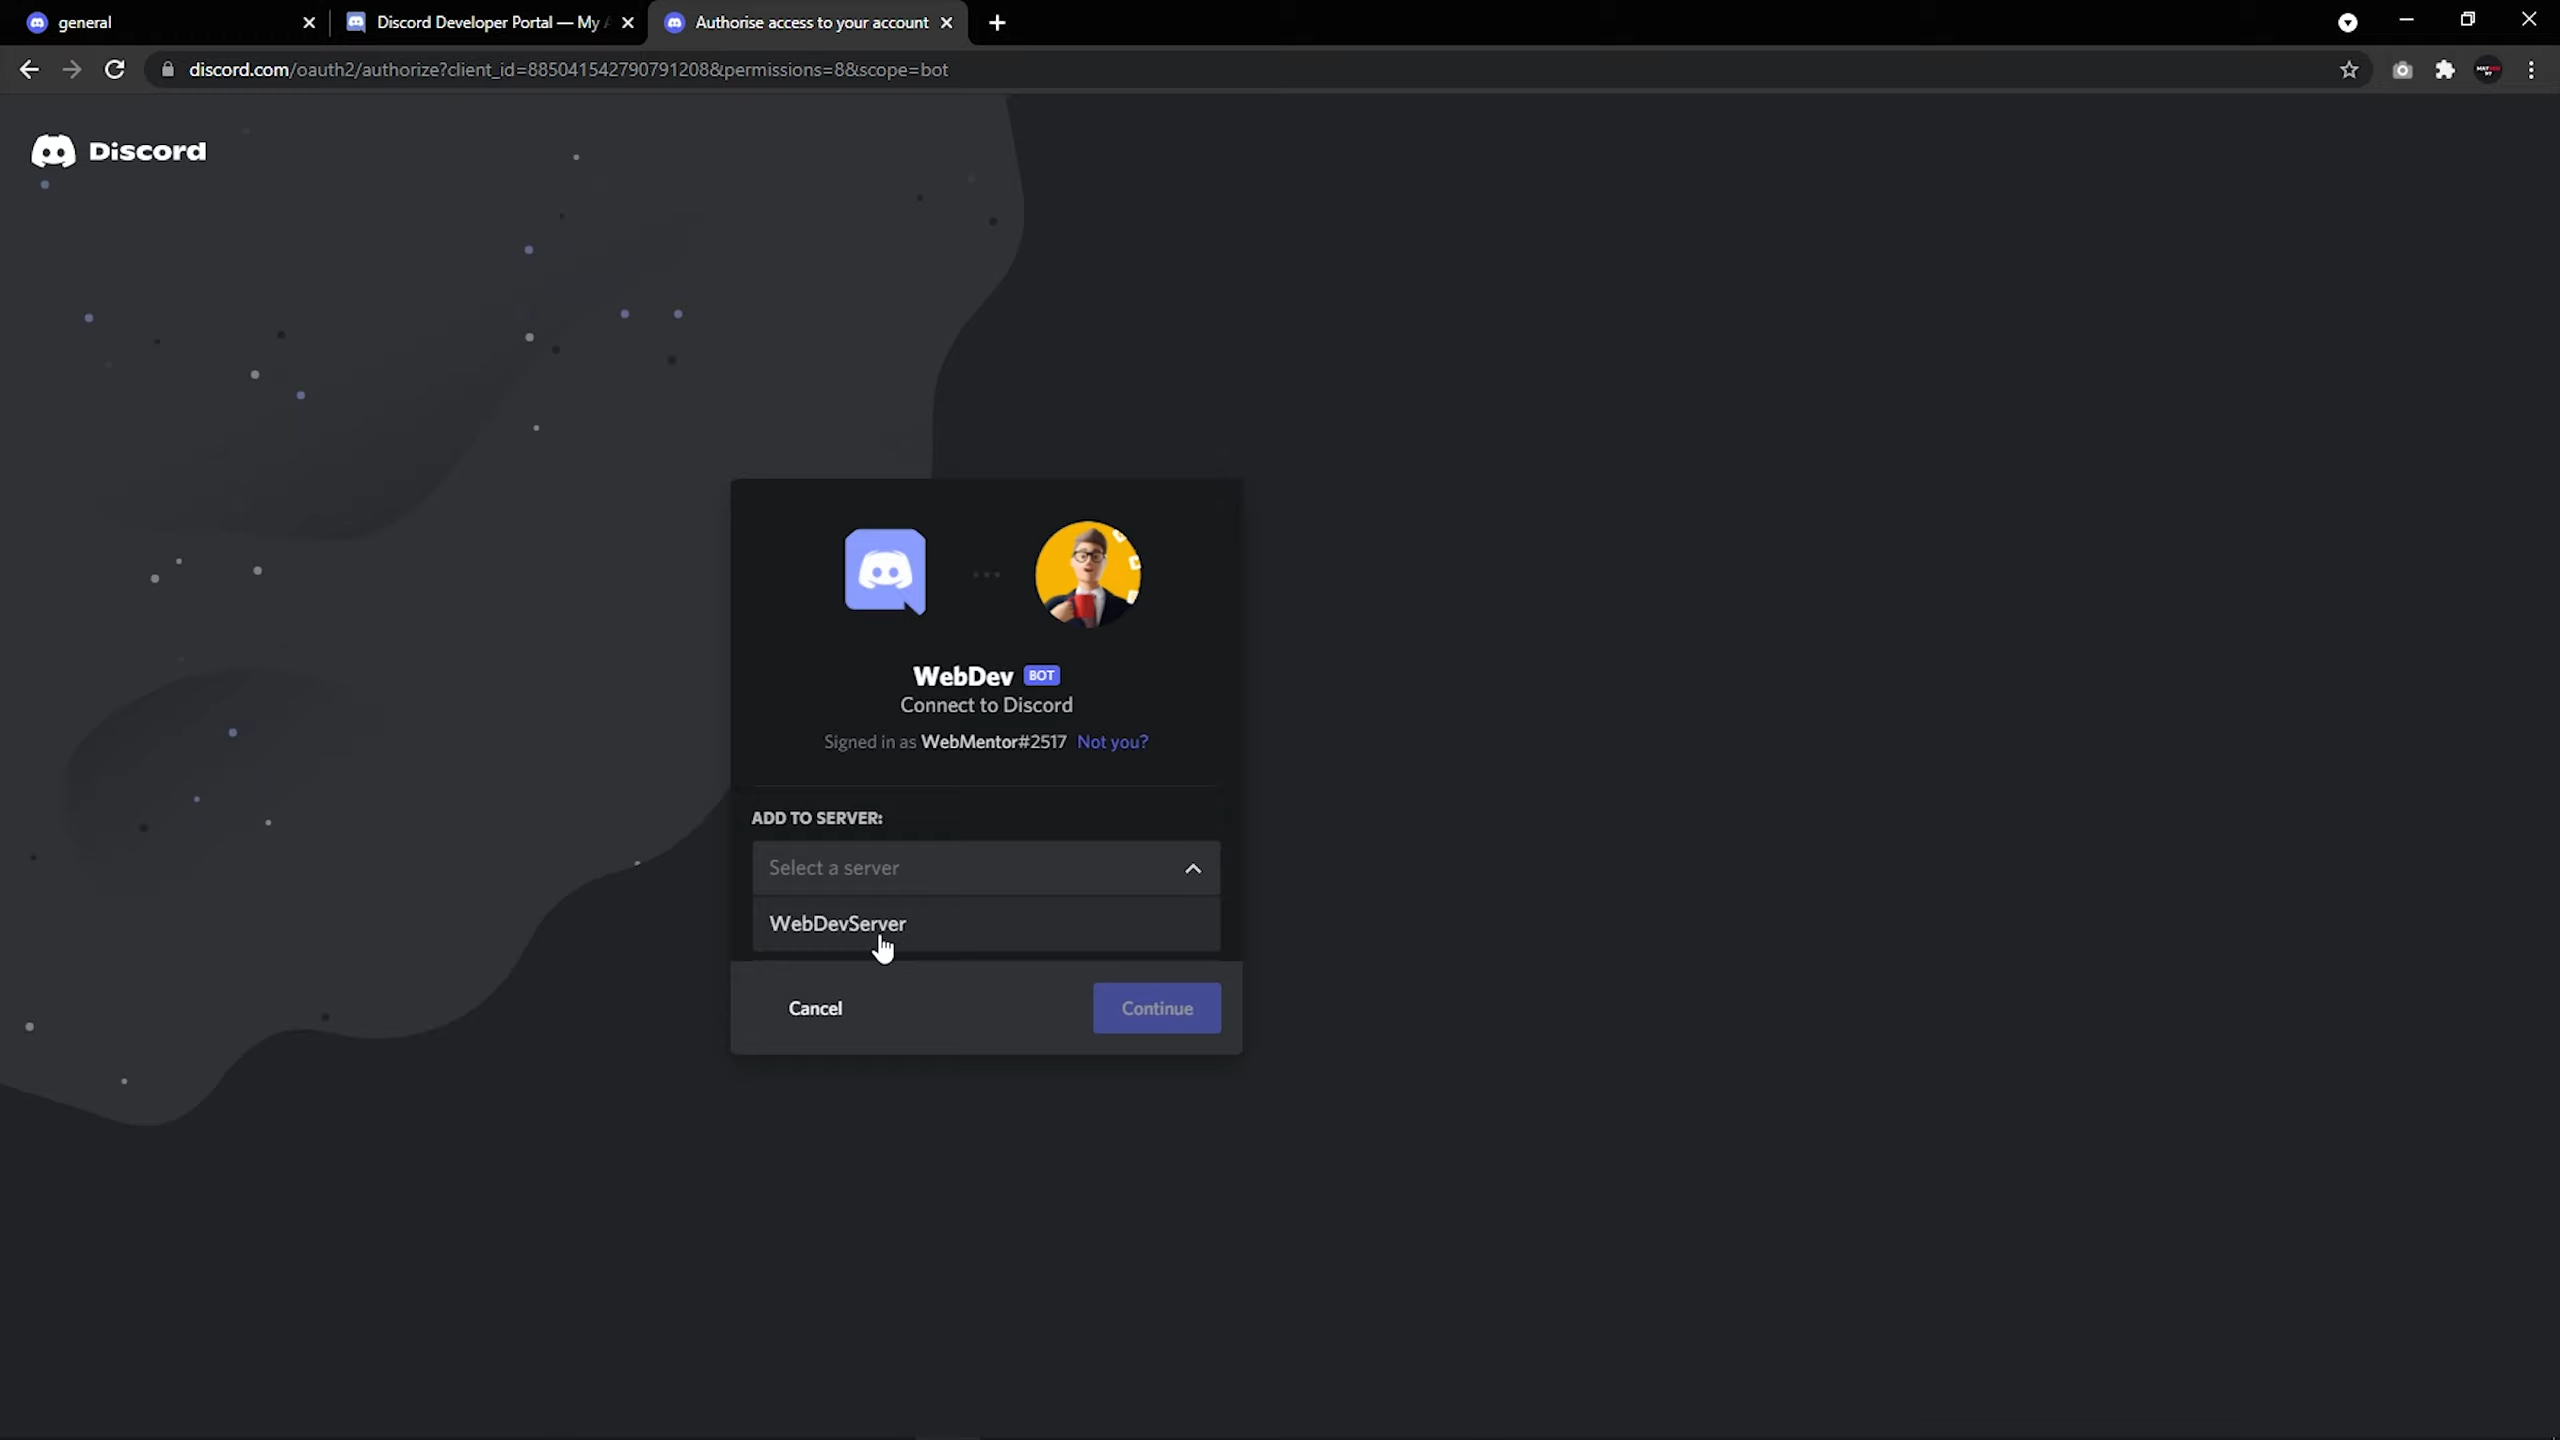 general
Discord Developer Portal — My
Authorise access to your account
discord.com/oauth2/authorize?client_id=885041542790791208&permissions=8&scope=bot
Discord
WebDev BOT
Connect to Discord
Signed in as WebMentor#2517 Not you?
ADD TO SERVER:
Select a server
WebDevServer
Cancel
Continue